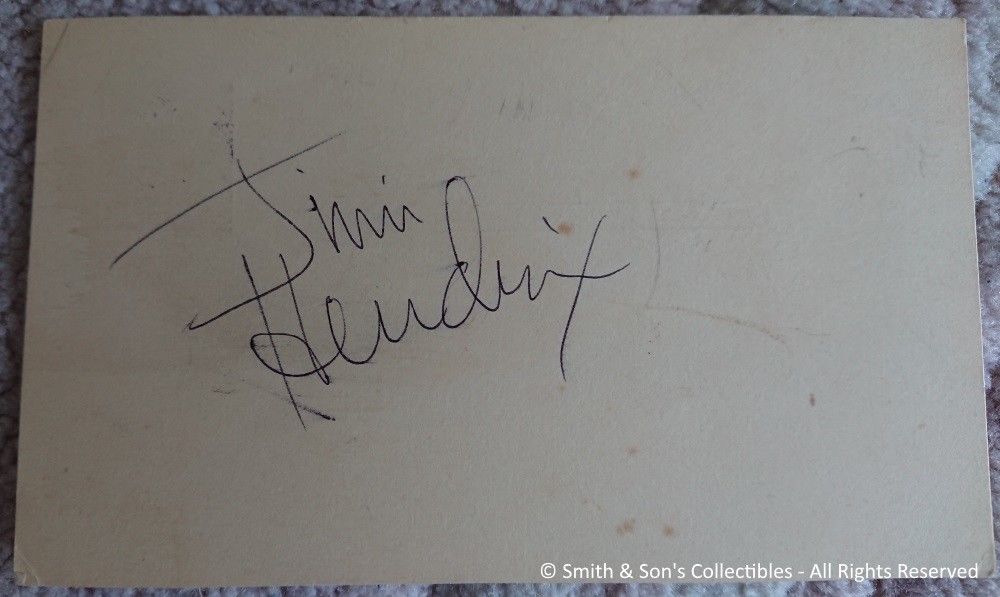 Jimi
Hendrix
© Smith & Son's Collectibles - All Rights Reserved